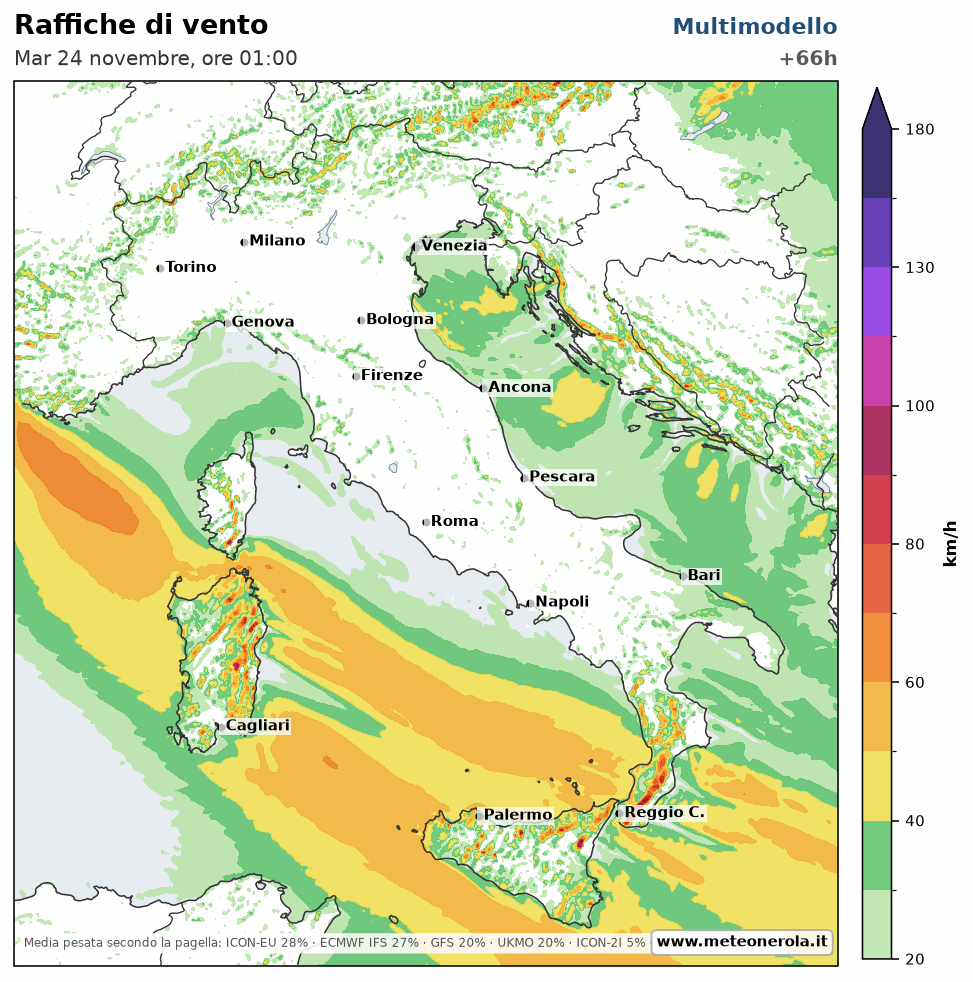 Raffiche di vento
Multimodello
Mar 24 novembre, ore 01:00
+66h
180
130
100
80
60
40
20
km/h
Milano
Venezia
Torino
Genova
Bologna
Firenze
Ancona
Pescara
Roma
Bari
Napoli
Cagliari
Palermo
Reggio C.
Media pesata secondo la pagella: ICON-EU 28% · ECMWF IFS 27% · GFS 20% · UKMO 20% · ICON-2I 5%
www.meteonerola.it